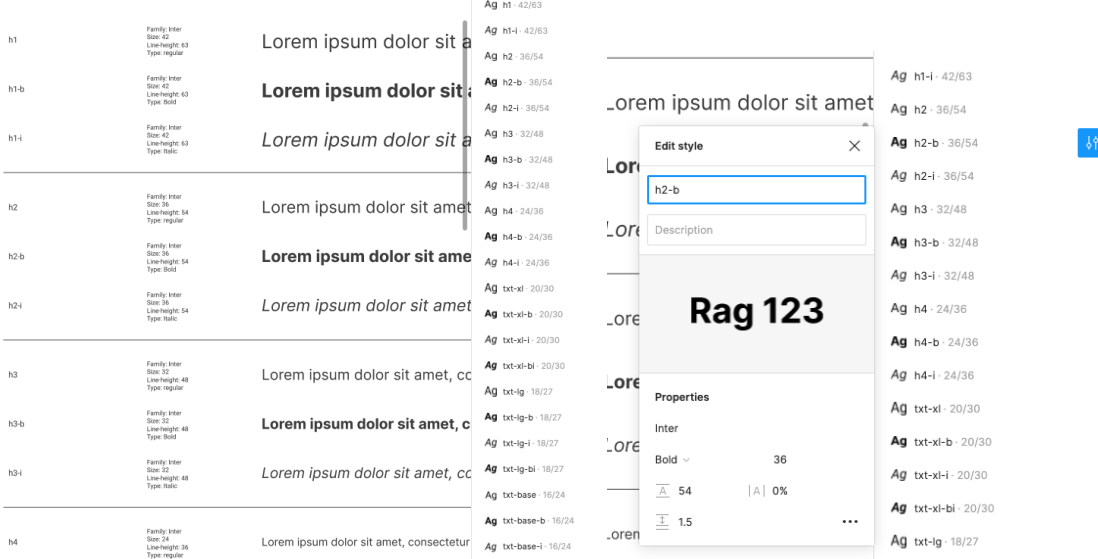 h1
Family: Inter
Size: 42
Line-height: 63
Type: regular
Lorem ipsum dolor sit a
h1-b
Family: Inter
Size: 42
Line-height: 63
Type: Bold
Lorem ipsum dolor sit a
h1-i
Family: Inter
Size: 42
Line-height: 63
Type: Italic
Lorem ipsum dolor sit a
h2
Family: Inter
Size: 36
Line-height: 54
Type: regular
Lorem ipsum dolor sit amet
h2-b
Family: Inter
Size: 36
Line-height: 54
Type: Bold
Lorem ipsum dolor sit ame
h2-i
Family: Inter
Size: 36
Line-height: 54
Type: Italic
Lorem ipsum dolor sit amet
h3
Family: Inter
Size: 32
Line-height: 48
Type: regular
Lorem ipsum dolor sit amet, co
h3-b
Family: Inter
Size: 32
Line-height: 48
Type: Bold
Lorem ipsum dolor sit amet, c
h3-i
Family: Inter
Size: 32
Line-height: 48
Type: Italic
Lorem ipsum dolor sit amet, co
h4
Family: Inter
Size: 24
Line-height: 36
Type: regular
Lorem ipsum dolor sit amet, consectetur
Ag h1 · 42/63
Ag h1-i · 42/63
Ag h2 · 36/54
Ag h2-b · 36/54
Ag h2-i · 36/54
Ag h3 · 32/48
Ag h3-b · 32/48
Ag h3-i · 32/48
Ag h4 · 24/36
Ag h4-b · 24/36
Ag h4-i · 24/36
Ag txt-xl · 20/30
Ag txt-xl-b · 20/30
Ag txt-xl-i · 20/30
Ag txt-xl-bi · 20/30
Ag txt-lg · 18/27
Ag txt-lg-b · 18/27
Ag txt-lg-i · 18/27
Ag txt-lg-bi · 18/27
Ag txt-base · 16/24
Ag txt-base-b · 16/24
Ag txt-base-i · 16/24
Lorem ipsum dolor sit amet
Lore
Lore
Lore
Lore
Lore
Lorem
Edit style
h2-b
Description
Rag 123
Properties
Inter
Bold 36
A 54 |A| 0%
1.5
Ag h1-i · 42/63
Ag h2 · 36/54
Ag h2-b · 36/54
Ag h2-i · 36/54
Ag h3 · 32/48
Ag h3-b · 32/48
Ag h3-i · 32/48
Ag h4 · 24/36
Ag h4-b · 24/36
Ag h4-i · 24/36
Ag txt-xl · 20/30
Ag txt-xl-b · 20/30
Ag txt-xl-i · 20/30
Ag txt-xl-bi · 20/30
Ag txt-lg · 18/27